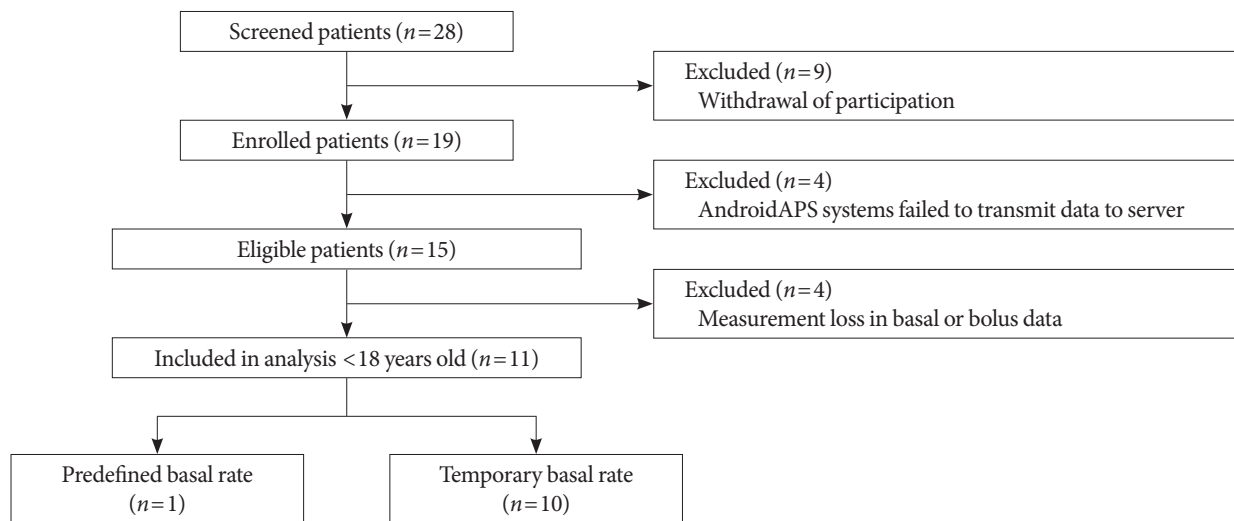 Screened patients (n=28)
Excluded (n=9)
Withdrawal of participation
Enrolled patients (n=19)
Excluded (n=4)
AndroidAPS systems failed to transmit data to server
Eligible patients (n=15)
Excluded (n=4)
Measurement loss in basal or bolus data
Included in analysis <18 years old (n=11)
Predefined basal rate
(n=1)
Temporary basal rate
(n=10)